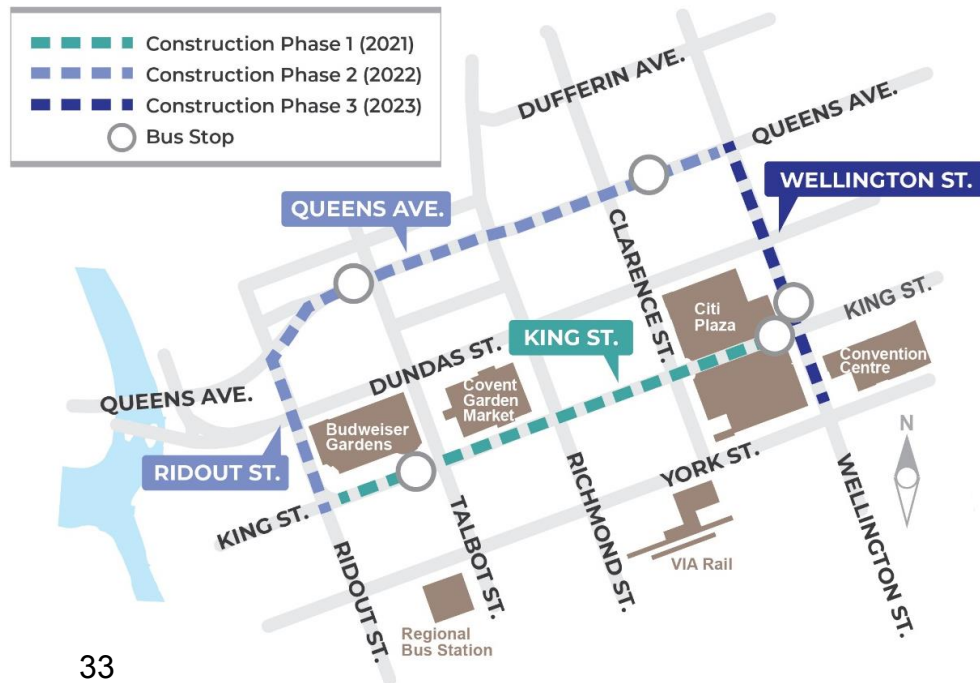 Construction Phase 1 (2021)
Construction Phase 2 (2022)
Construction Phase 3 (2023)
Bus Stop
DUFFERIN AVE.
QUEENS AVE.
WELLINGTON ST.
QUEENS AVE.
CLARENCE ST.
Citi
Plaza
KING ST.
KING ST.
Convention
Centre
DUNDAS ST.
Covent
Garden
Market
QUEENS AVE.
Budweiser
Gardens
RIDOUT ST.
KING ST.
YORK ST.
N
RIDOUT ST.
TALBOT ST.
RICHMOND ST.
WELLINGTON ST.
VIA Rail
Regional
Bus Station
33